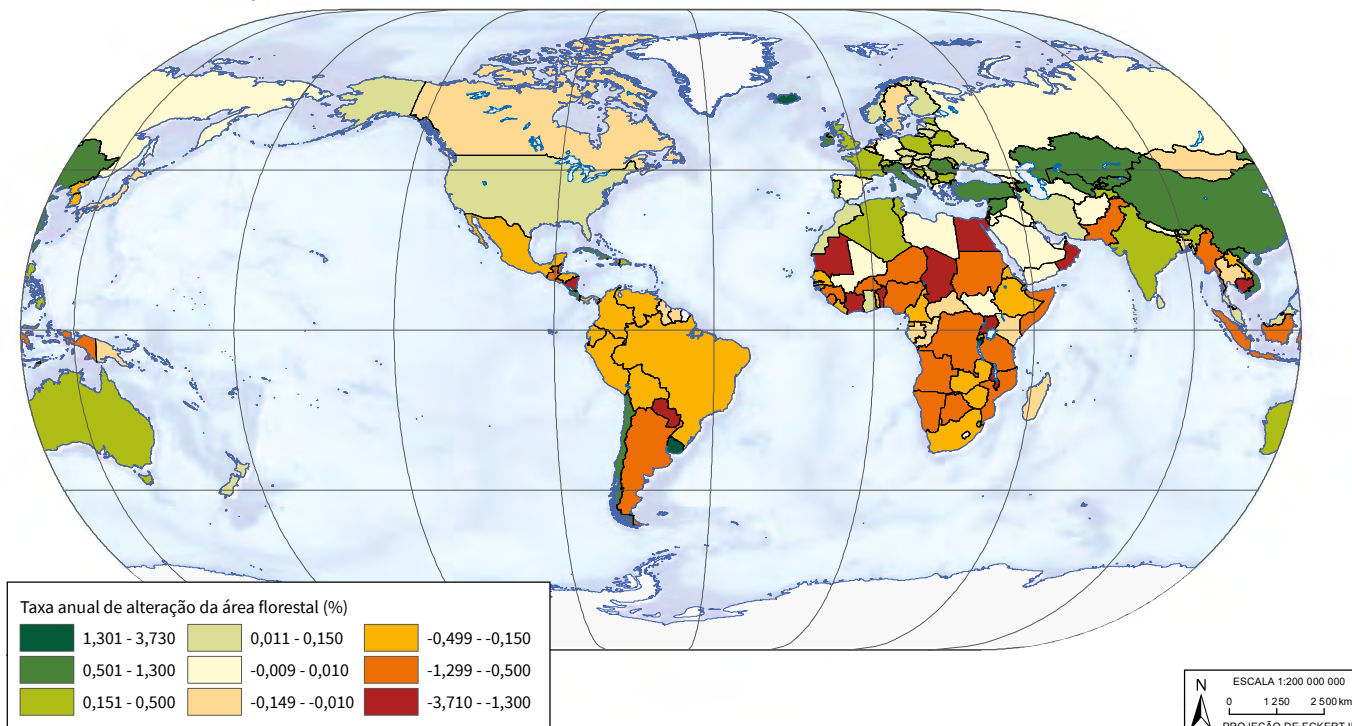 Taxa anual de alteração da área florestal (%)
1,301 - 3,730
0,501 - 1,300
0,151 - 0,500
0,011 - 0,150
-0,009 - 0,010
-0,149 - -0,010
-0,499 - -0,150
-1,299 - -0,500
-3,710 - -1,300
N
ESCALA 1:200 000 000
0 1 250 2 500 km